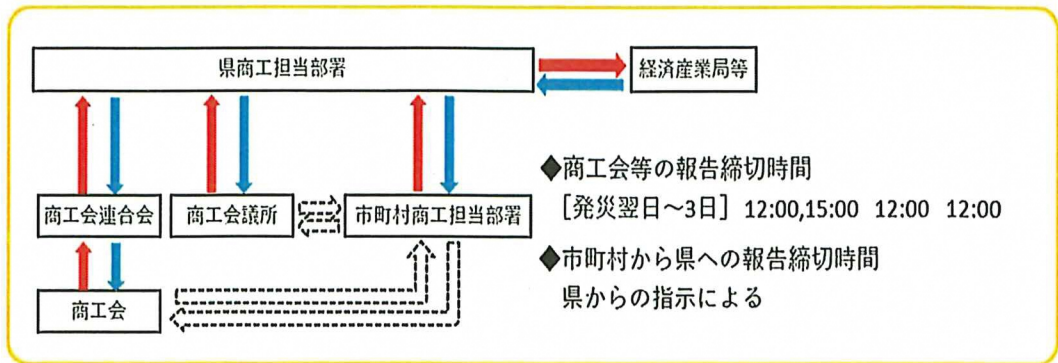 県商工担当部署
経済産業局等
商工会連合会
商工会議所
市町村商工担当部署
商工会
◆商工会等の報告締切時間
[発災翌日～3日] 12:00,15:00 12:00 12:00
◆市町村から県への報告締切時間
県からの指示による